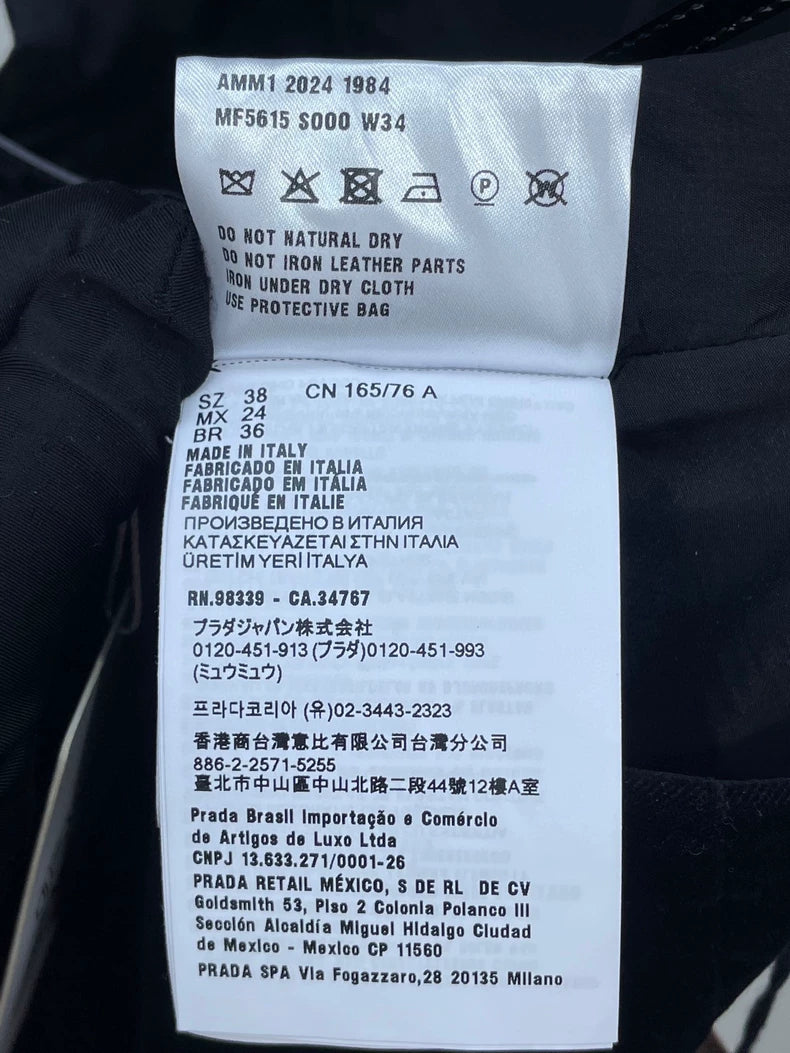 AMM1 2024 1984
MF5615 S000 W34
P
W
DO NOT NATURAL DRY
DO NOT IRON LEATHER PARTS
IRON UNDER DRY CLOTH
USE PROTECTIVE BAG
SZ 38 CN 165/76 A
MX 24
BR 36
MADE IN ITALY
FABRICADO EN ITALIA
FABRICADO EM ITÁLIA
FABRIQUÉ EN ITALIE
ПРОИЗВЕДЕНО В ИТАЛИЯ
ΚΑΤΑΣΚΕΥΑΖΕΤΑΙ ΣΤΗΝ ΙΤΑΛΙΑ
ÜRETİM YERİ İTALYA
RN.98339 - CA.34767
プラダジャパン株式会社
0120-451-913 (プラダ)0120-451-993
(ミュウミュウ)
프라다코리아 (유)02-3443-2323
香港商台灣意比有限公司台灣分公司
886-2-2571-5255
臺北市中山區中山北路二段44號12樓A室
Prada Brasil Importação e Comércio
de Artigos de Luxo Ltda
CNPJ 13.633.271/0001-26
PRADA RETAIL MÉXICO, S DE RL DE CV
Goldsmith 53, Piso 2 Colonia Polanco III
Sección Alcaldía Miguel Hidalgo Ciudad
de Mexico - Mexico CP 11560
PRADA SPA Via Fogazzaro,28 20135 Milano